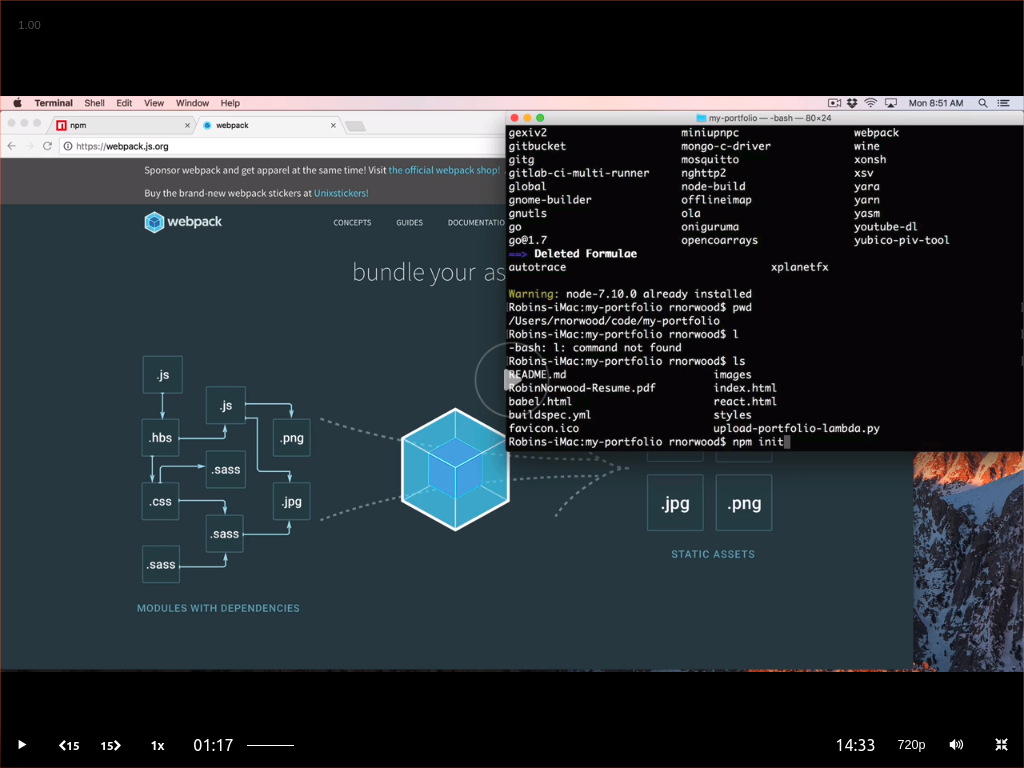 1.00
Terminal Shell Edit View Window Help
Mon 8:51 AM
npm
webpack
https://webpack.js.org
Sponsor webpack and get apparel at the same time! Visit the official webpack shop!
Buy the brand-new webpack stickers at Unixstickers!
webpack
CONCEPTS GUIDES DOCUMENTATIO
bundle your as
my-portfolio — -bash — 80×24
gexiv2 miniupnpc webpack
gitbucket mongo-c-driver wine
gitg mosquitto xonsh
gitlab-ci-multi-runner nghttp2 xsv
global node-build yara
gnome-builder offlineimap yarn
gnutls ola yasm
go oniguruma youtube-dl
go@1.7 opencoarrays yubico-piv-tool
==> Deleted Formulae
autotrace xplanetfx
Warning: node-7.10.0 already installed
Robins-iMac:my-portfolio rnorwood$ pwd
/Users/rnorwood/code/my-portfolio
Robins-iMac:my-portfolio rnorwood$ l
-bash: l: command not found
Robins-iMac:my-portfolio rnorwood$ ls
README.md images
RobinNorwood-Resume.pdf index.html
babel.html react.html
buildspec.yml styles
favicon.ico upload-portfolio-lambda.py
Robins-iMac:my-portfolio rnorwood$ npm init
.js
.js
.hbs
.png
.sass
.css
.jpg
.sass
.sass
MODULES WITH DEPENDENCIES
.jpg .png
STATIC ASSETS
15 15 1x 01:17 14:33 720p